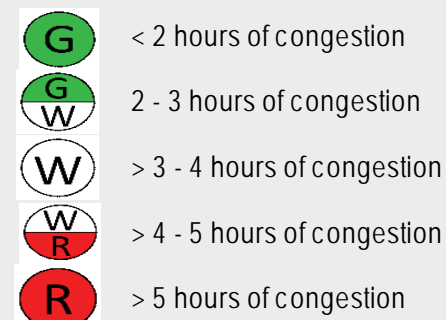 G < 2 hours of congestion
G
W 2 - 3 hours of congestion
W > 3 - 4 hours of congestion
W
R > 4 - 5 hours of congestion
R > 5 hours of congestion